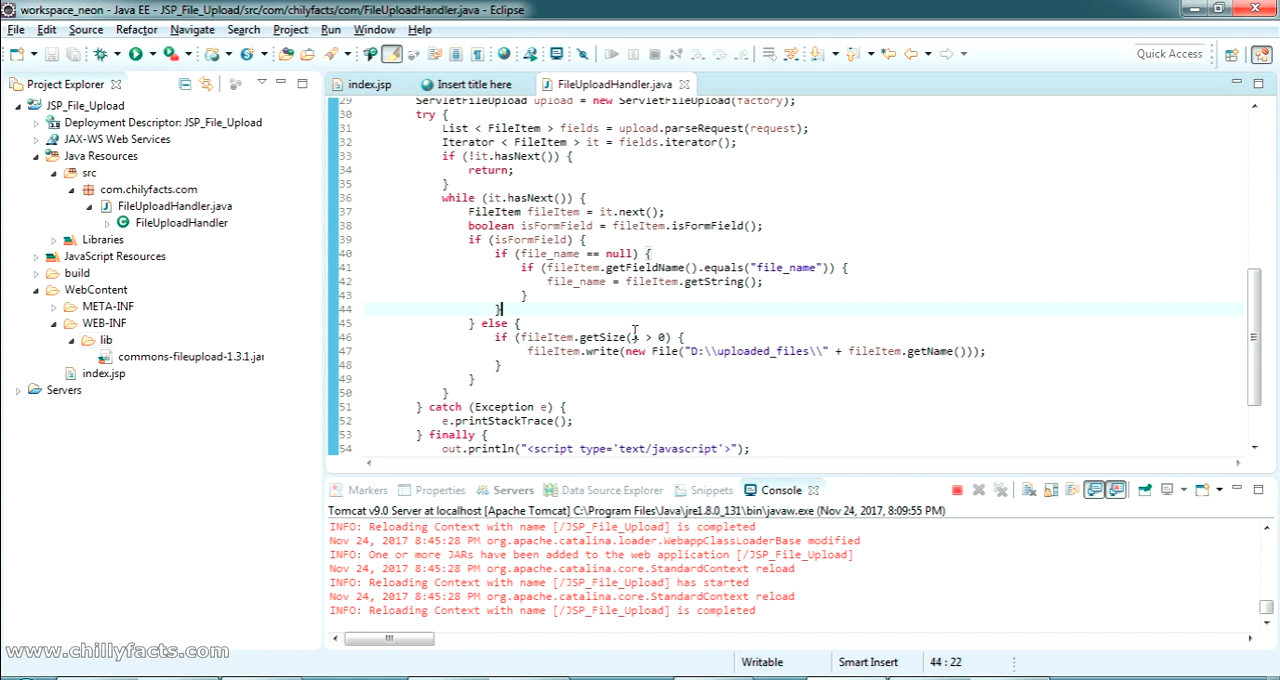 workspace_neon - Java EE - JSP_File_Upload/src/com/chilyfacts/com/FileUploadHandler.java - Eclipse
File Edit Source Refactor Navigate Search Project Run Window Help
Quick Access
Project Explorer
index.jsp Insert title here FileUploadHandler.java
JSP_File_Upload
Deployment Descriptor: JSP_File_Upload
JAX-WS Web Services
Java Resources
src
com.chilyfacts.com
FileUploadHandler.java
FileUploadHandler
Libraries
JavaScript Resources
build
WebContent
META-INF
WEB-INF
lib
commons-fileupload-1.3.1.jar
index.jsp
Servers
29 ServletFileUpload upload = new ServletFileUpload(factory);
30 try {
31 List < FileItem > fields = upload.parseRequest(request);
32 Iterator < FileItem > it = fields.iterator();
33 if (!it.hasNext()) {
34 return;
35 }
36 while (it.hasNext()) {
37 FileItem fileItem = it.next();
38 boolean isFormField = fileItem.isFormField();
39 if (isFormField) {
40 if (file_name == null) {
41 if (fileItem.getFieldName().equals("file_name")) {
42 file_name = fileItem.getString();
43 }
44 }
45 } else {
46 if (fileItem.getSize() > 0) {
47 fileItem.write(new File("D:\\uploaded_files\\" + fileItem.getName()));
48 }
49 }
50 }
51 } catch (Exception e) {
52 e.printStackTrace();
53 } finally {
54 out.println("<script type='text/javascript'>");
Markers Properties Servers Data Source Explorer Snippets Console
Tomcat v9.0 Server at localhost [Apache Tomcat] C:\Program Files\Java\jre1.8.0_131\bin\javaw.exe (Nov 24, 2017, 8:09:55 PM)
INFO: Reloading Context with name [/JSP_File_Upload] is completed
Nov 24, 2017 8:45:28 PM org.apache.catalina.loader.WebappClassLoaderBase modified
INFO: One or more JARs have been added to the web application [/JSP_File_Upload]
Nov 24, 2017 8:45:28 PM org.apache.catalina.core.StandardContext reload
INFO: Reloading Context with name [/JSP_File_Upload] has started
Nov 24, 2017 8:45:28 PM org.apache.catalina.core.StandardContext reload
INFO: Reloading Context with name [/JSP_File_Upload] is completed
www.chillyfacts.com
Writable Smart Insert 44 : 22